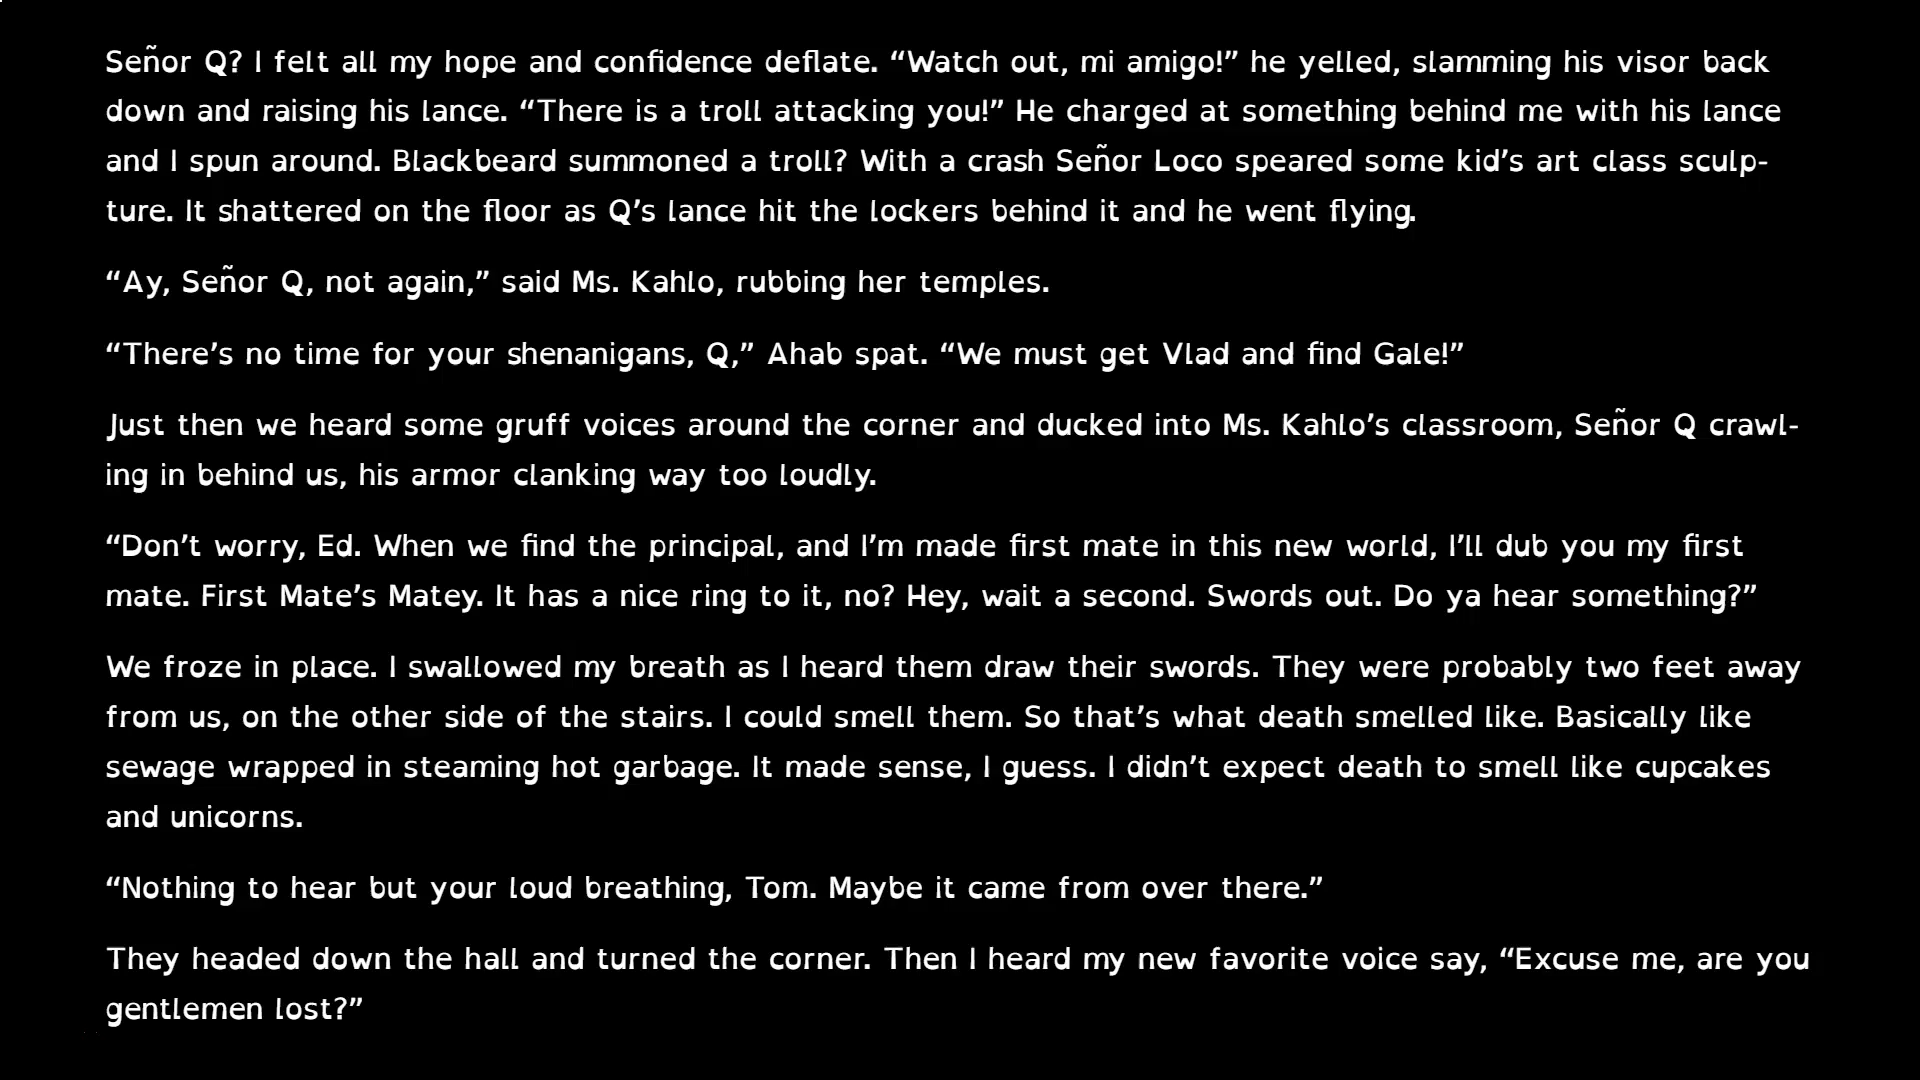 Señor Q? I felt all my hope and confidence deflate. “Watch out, mi amigo!” he yelled, slamming his visor back
down and raising his lance. “There is a troll attacking you!” He charged at something behind me with his lance
and I spun around. Blackbeard summoned a troll? With a crash Señor Loco speared some kid’s art class sculp-
ture. It shattered on the floor as Q’s lance hit the lockers behind it and he went flying.
“Ay, Señor Q, not again,” said Ms. Kahlo, rubbing her temples.
“There’s no time for your shenanigans, Q,” Ahab spat. “We must get Vlad and find Gale!”
Just then we heard some gruff voices around the corner and ducked into Ms. Kahlo’s classroom, Señor Q crawl-
ing in behind us, his armor clanking way too loudly.
“Don’t worry, Ed. When we find the principal, and I’m made first mate in this new world, I’ll dub you my first
mate. First Mate’s Matey. It has a nice ring to it, no? Hey, wait a second. Swords out. Do ya hear something?”
We froze in place. I swallowed my breath as I heard them draw their swords. They were probably two feet away
from us, on the other side of the stairs. I could smell them. So that’s what death smelled like. Basically like
sewage wrapped in steaming hot garbage. It made sense, I guess. I didn’t expect death to smell like cupcakes
and unicorns.
“Nothing to hear but your loud breathing, Tom. Maybe it came from over there.”
They headed down the hall and turned the corner. Then I heard my new favorite voice say, “Excuse me, are you
gentlemen lost?”